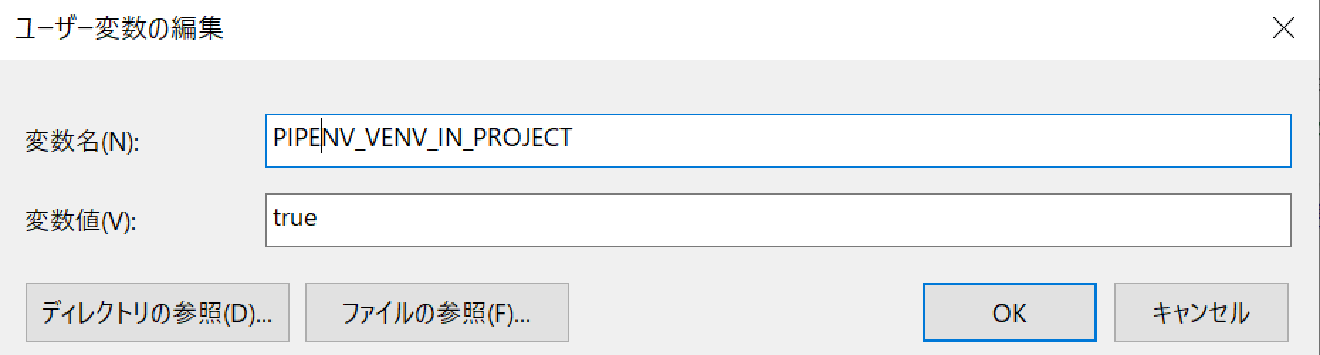 ユーザー変数の編集
変数名(N):
PIPENV_VENV_IN_PROJECT
変数値(V):
true
ディレクトリの参照(D)...
ファイルの参照(F)...
OK
キャンセル